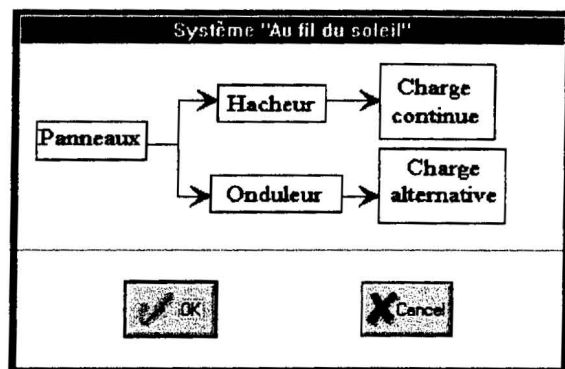 Système "Au fil du soleil"
Panneaux
Hacheur
Charge
continue
Onduleur
Charge
alternative
OK
Cancel